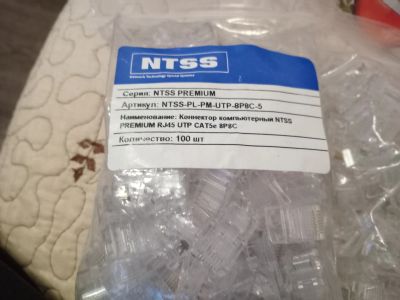 NTSS
Network Technology Special Systems
Серия: NTSS PREMIUM
Артикул: NTSS-PL-PM-UTP-8P8C-5
Наименование: Коннектор компьютерный NTSS
PREMIUM RJ45 UTP CAT5e 8P8C
Количество: 100 шт